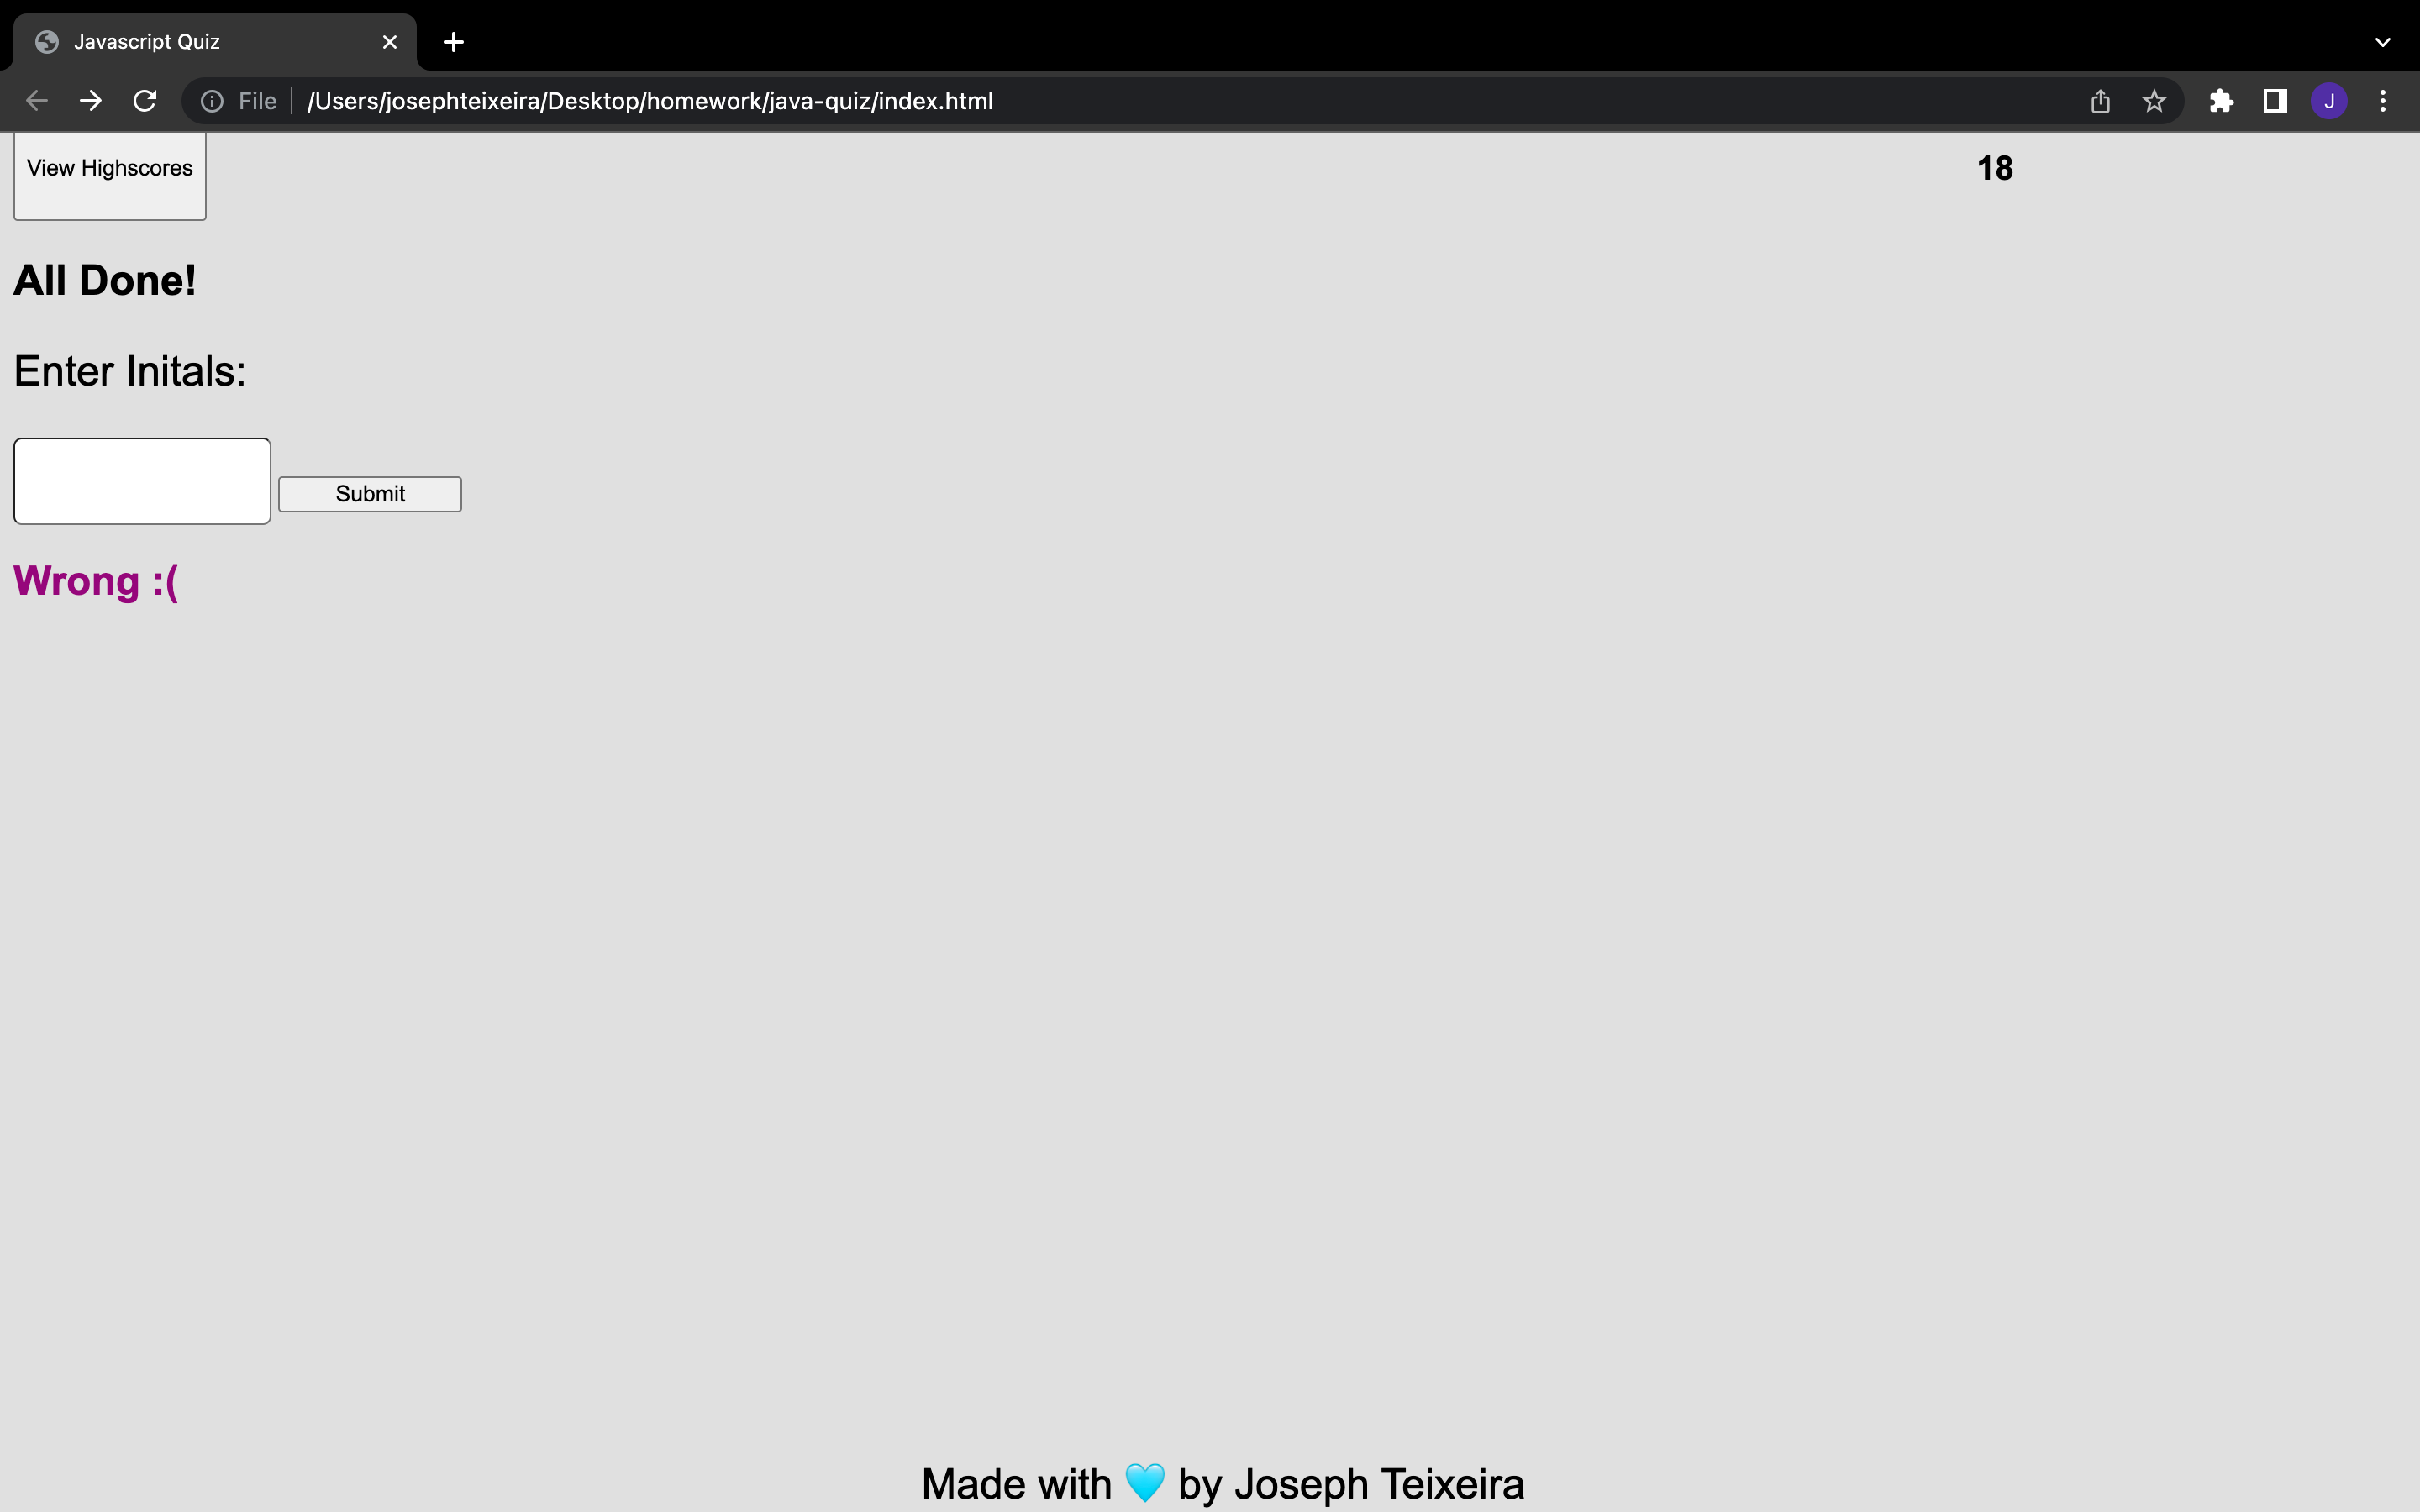 Javascript Quiz
File /Users/josephteixeira/Desktop/homework/java-quiz/index.html
J
View Highscores
18
All Done!
Enter Initals:
Submit
Wrong :(
Made with 🩵 by Joseph Teixeira